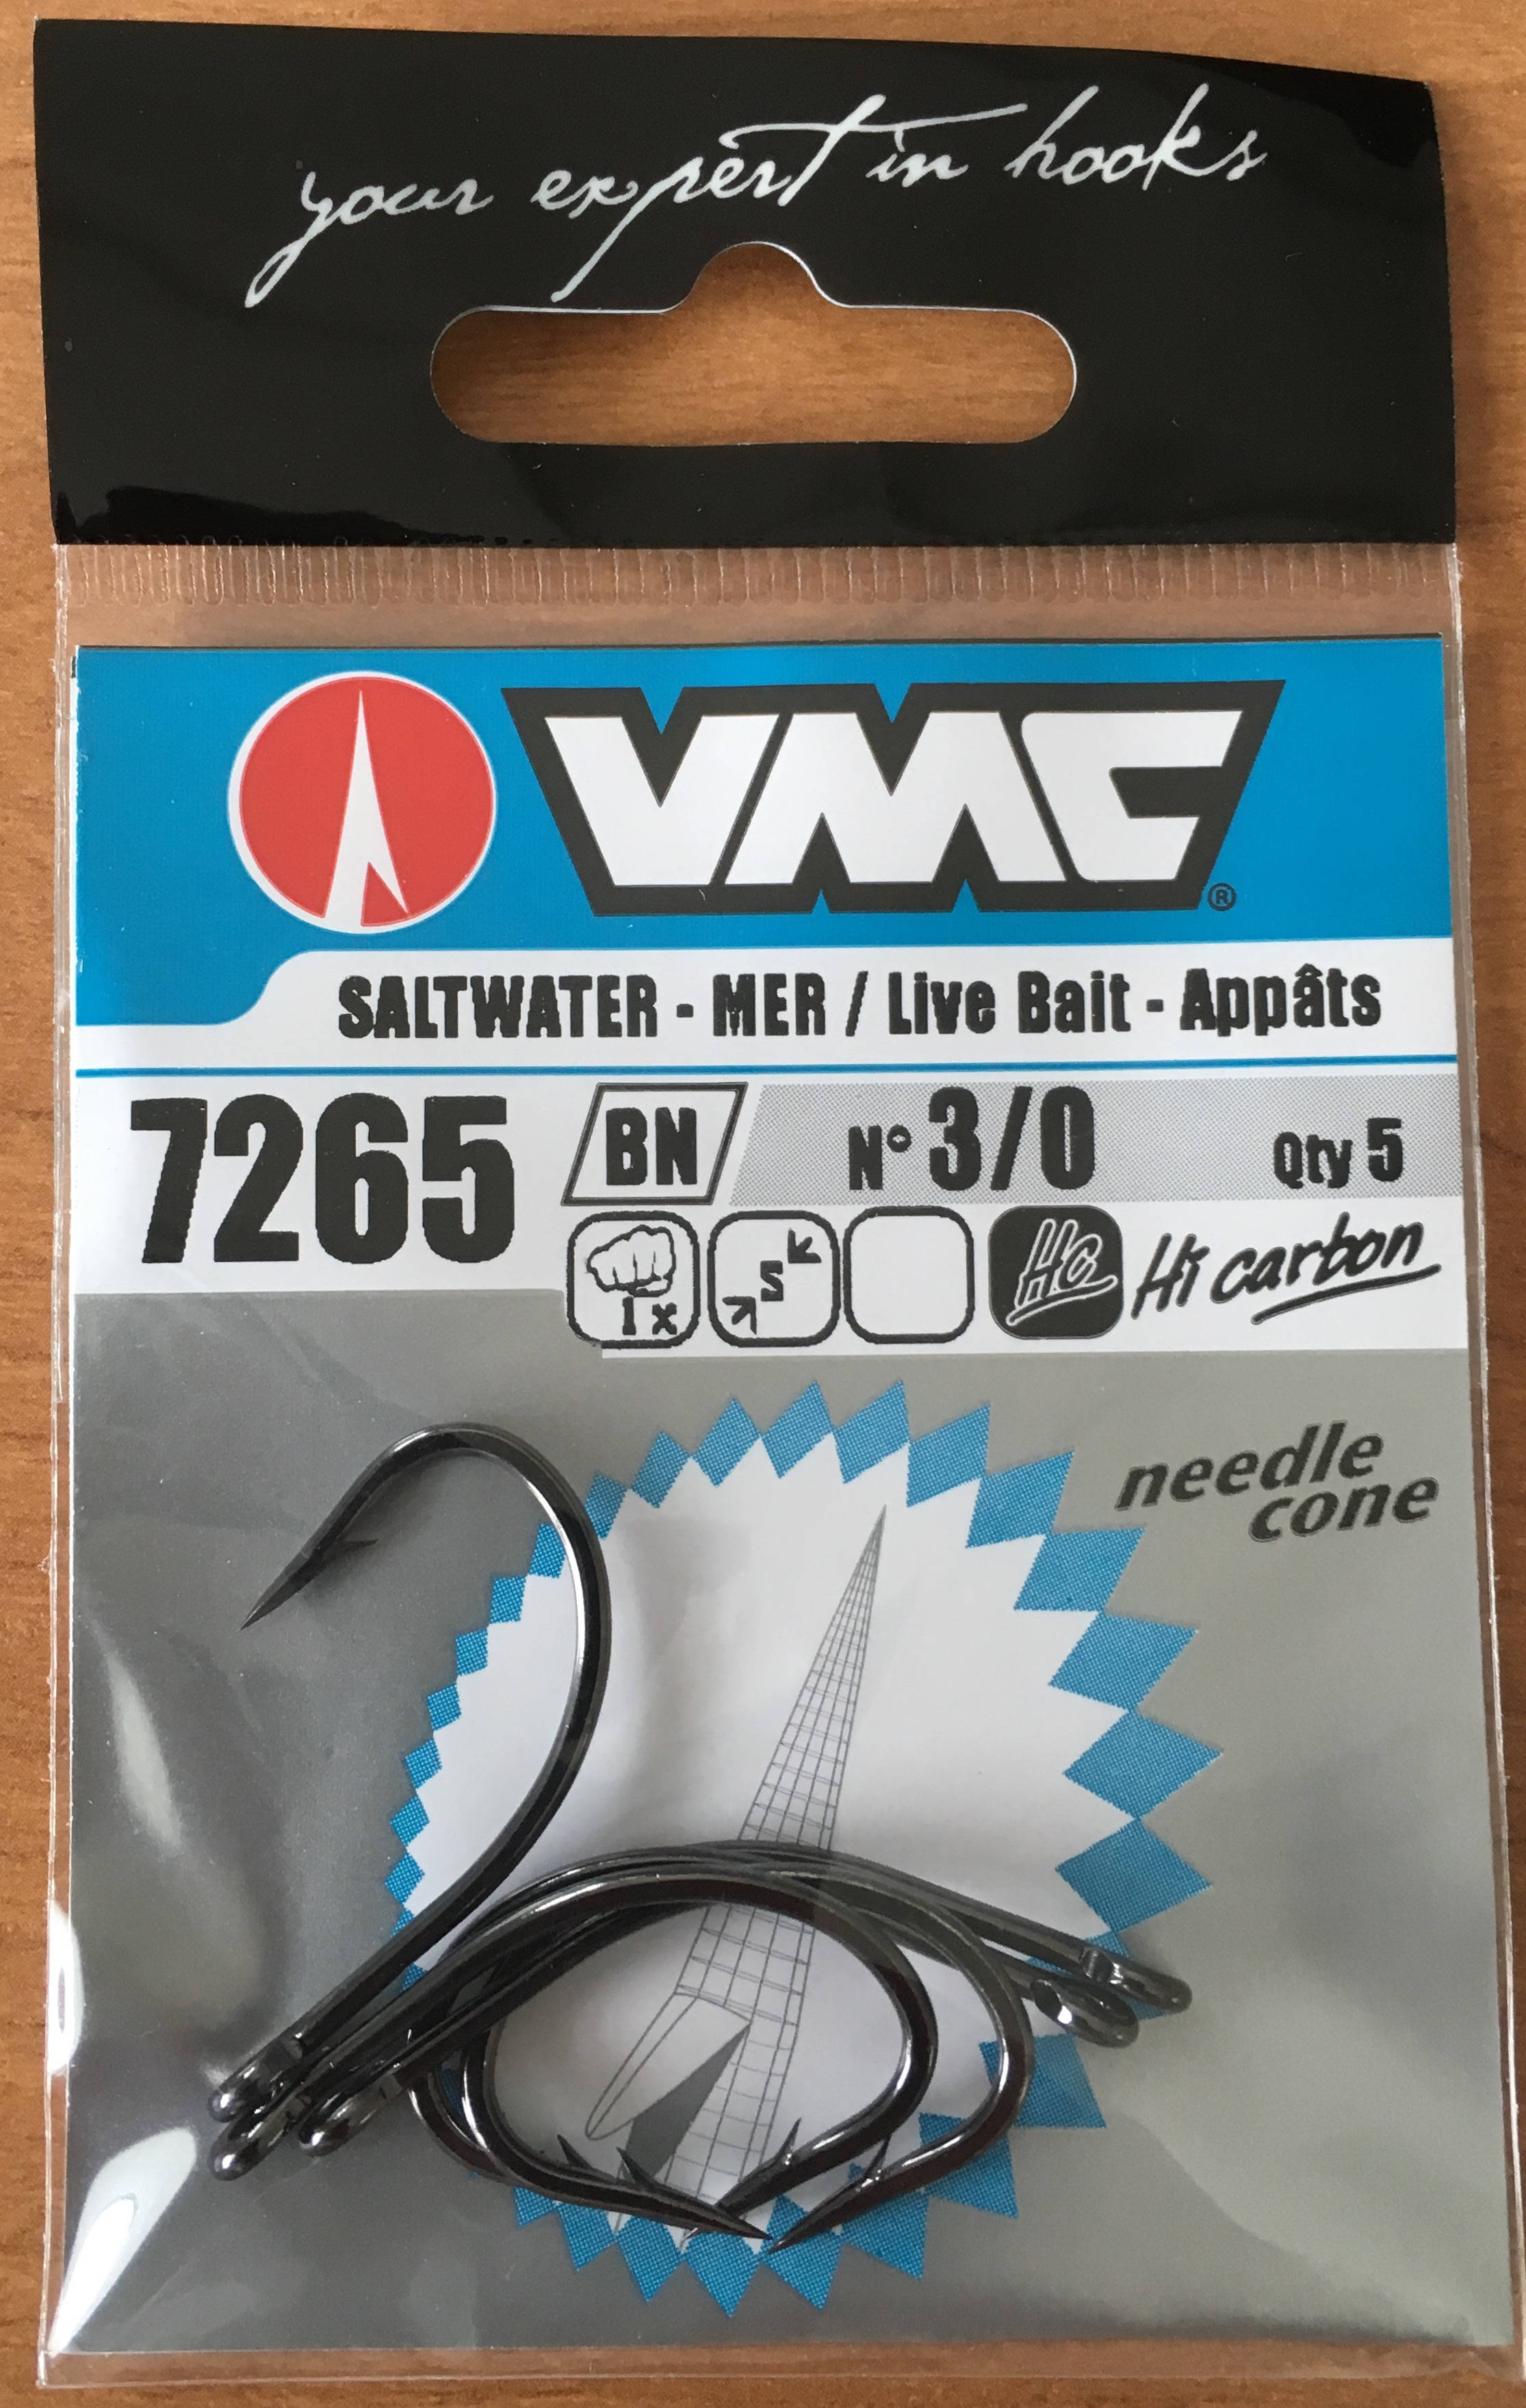 your expert in hooks
VMC®
SALTWATER - MER / Live Bait - Appâts
7265 BN N° 3/0 Qty 5
1x S HC Hi carbon
needle
cone